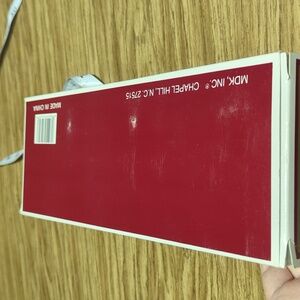 MDK, INC.® CHAPEL HILL, N.C. 27515
MADE IN CHINA